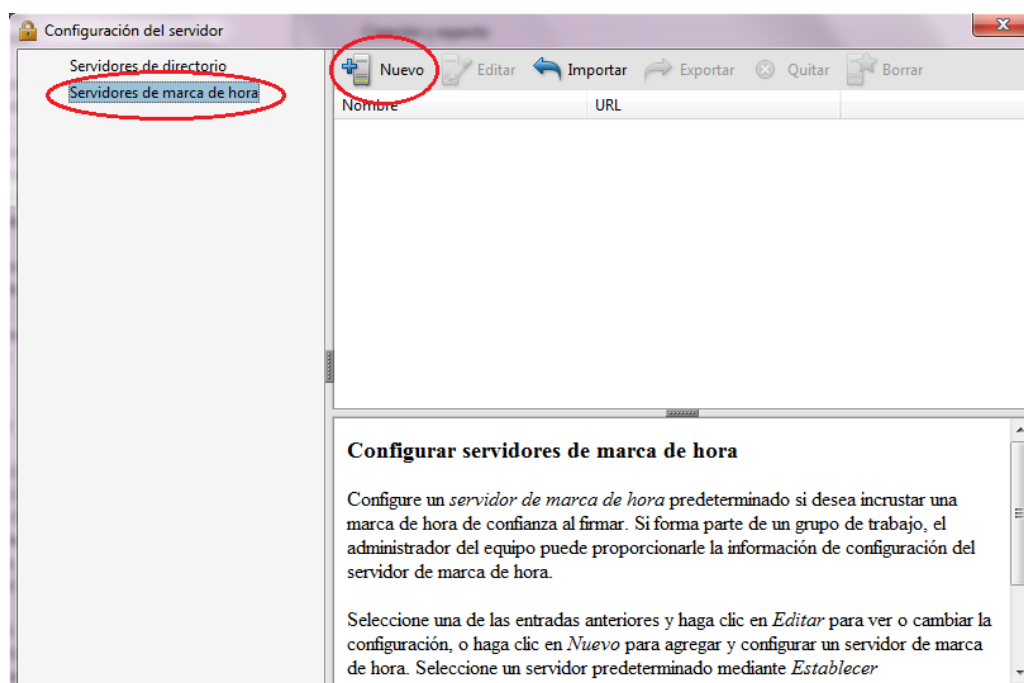 Configuración del servidor
Servidores de directorio
Servidores de marca de hora
Nuevo Editar Importar Exportar Quitar Borrar
Nombre URL
Configurar servidores de marca de hora
Configure un servidor de marca de hora predeterminado si desea incrustar una
marca de hora de confianza al firmar. Si forma parte de un grupo de trabajo, el
administrador del equipo puede proporcionarle la información de configuración del
servidor de marca de hora.
Seleccione una de las entradas anteriores y haga clic en Editar para ver o cambiar la
configuración, o haga clic en Nuevo para agregar y configurar un servidor de marca
de hora. Seleccione un servidor predeterminado mediante Establecer